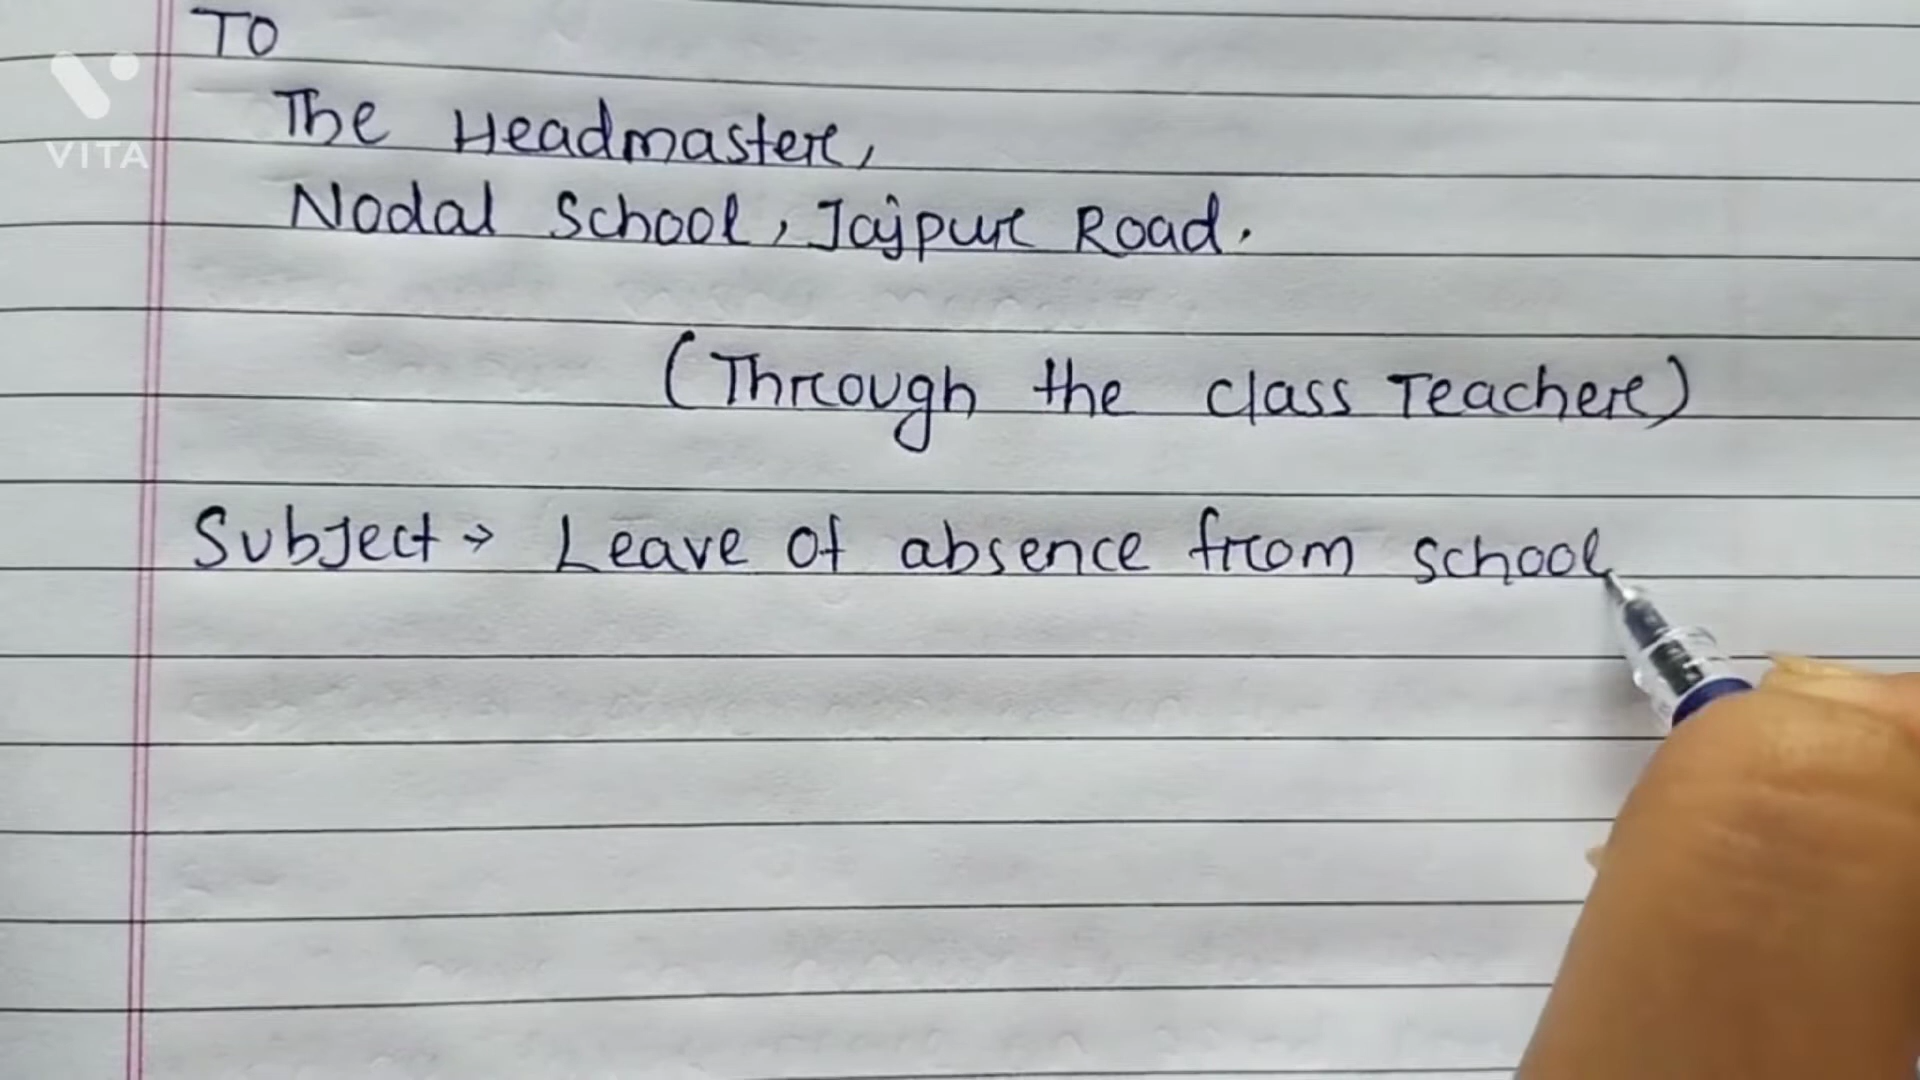 TO
VITA
The Headmaster,
Nodal School, Jajpur Road.
(Through the class Teacher)
Subject → Leave of absence from school